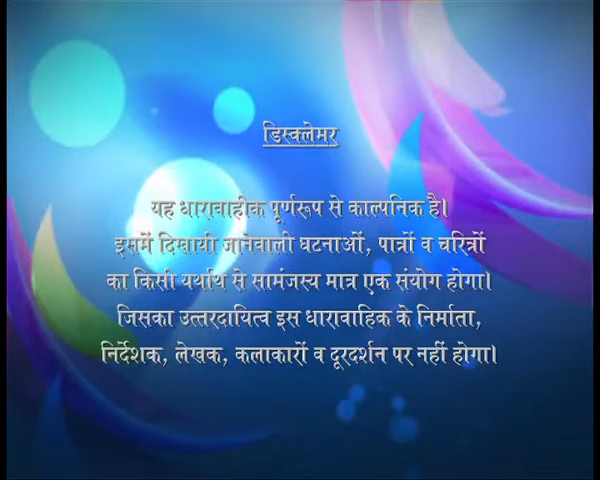 डिस्क्लेमर
यह धारावाहीक पूर्णरूप से काल्पनिक है।
इसमें दिखायी जानेवाली घटनाओं, पात्रों व चरित्रों
का किसी यर्थाथ से सामंजस्य मात्र एक संयोग होगा।
जिसका उत्तरदायित्व इस धारावाहिक के निर्माता,
निर्देशक, लेखक, कलाकारों व दूरदर्शन पर नहीं होगा।